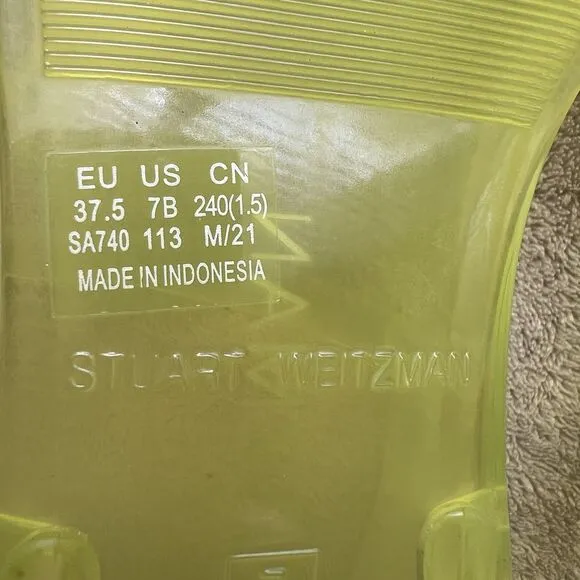 EU US CN
37.5 7B 240(1.5)
SA740 113 M/21
MADE IN INDONESIA
STUART WEITZMAN